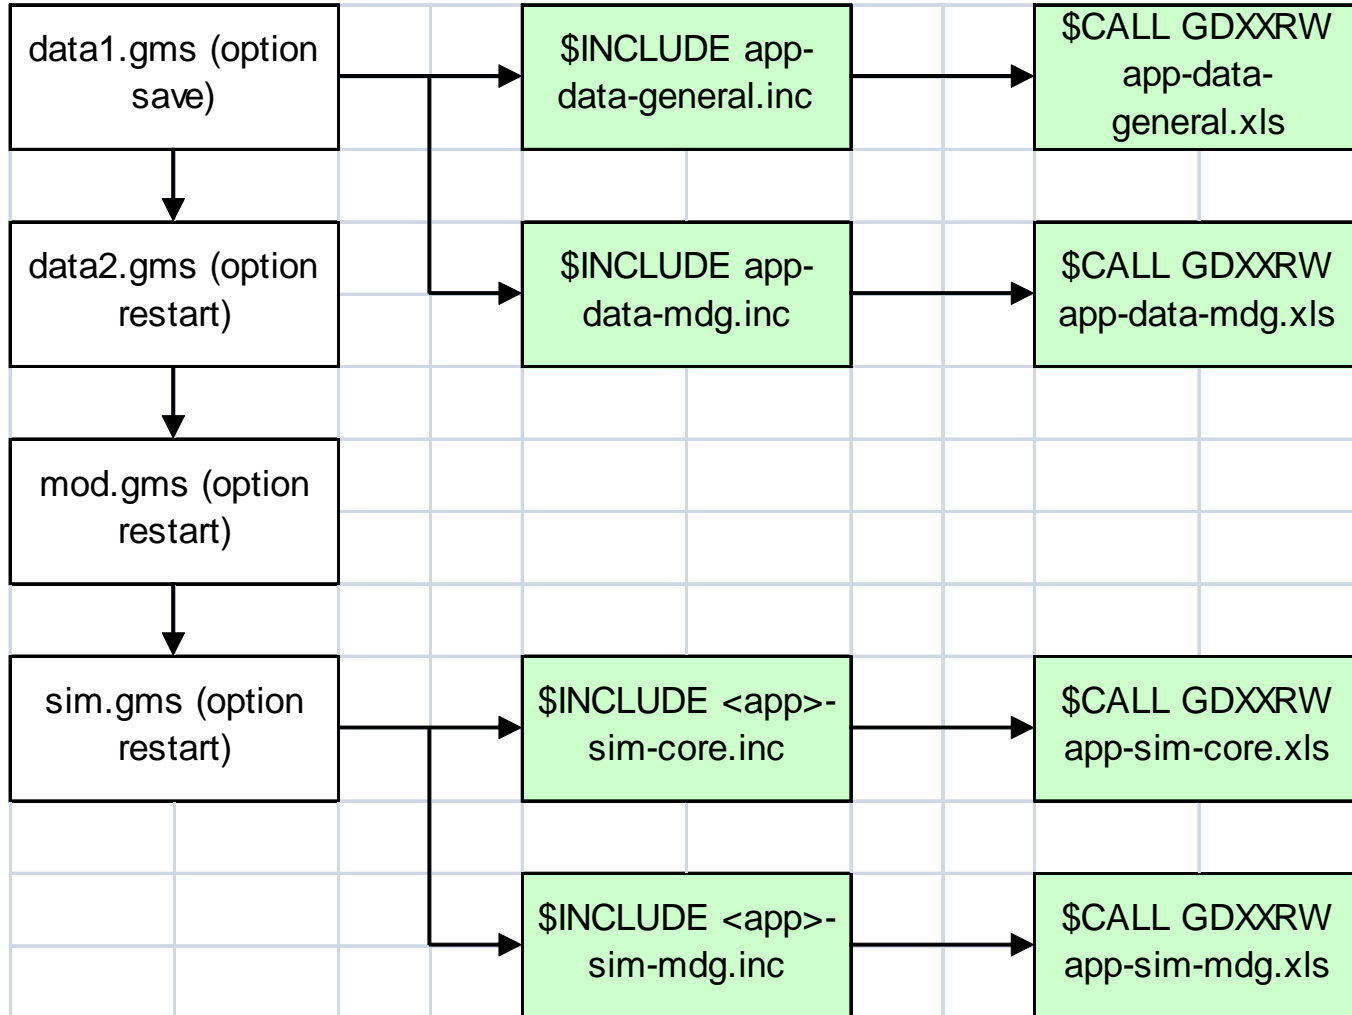 data1.gms (option
save)
$INCLUDE app-
data-general.inc
$CALL GDXXRW
app-data-
general.xls
data2.gms (option
restart)
$INCLUDE app-
data-mdg.inc
$CALL GDXXRW
app-data-mdg.xls
mod.gms (option
restart)
sim.gms (option
restart)
$INCLUDE <app>-
sim-core.inc
$CALL GDXXRW
app-sim-core.xls
$INCLUDE <app>-
sim-mdg.inc
$CALL GDXXRW
app-sim-mdg.xls